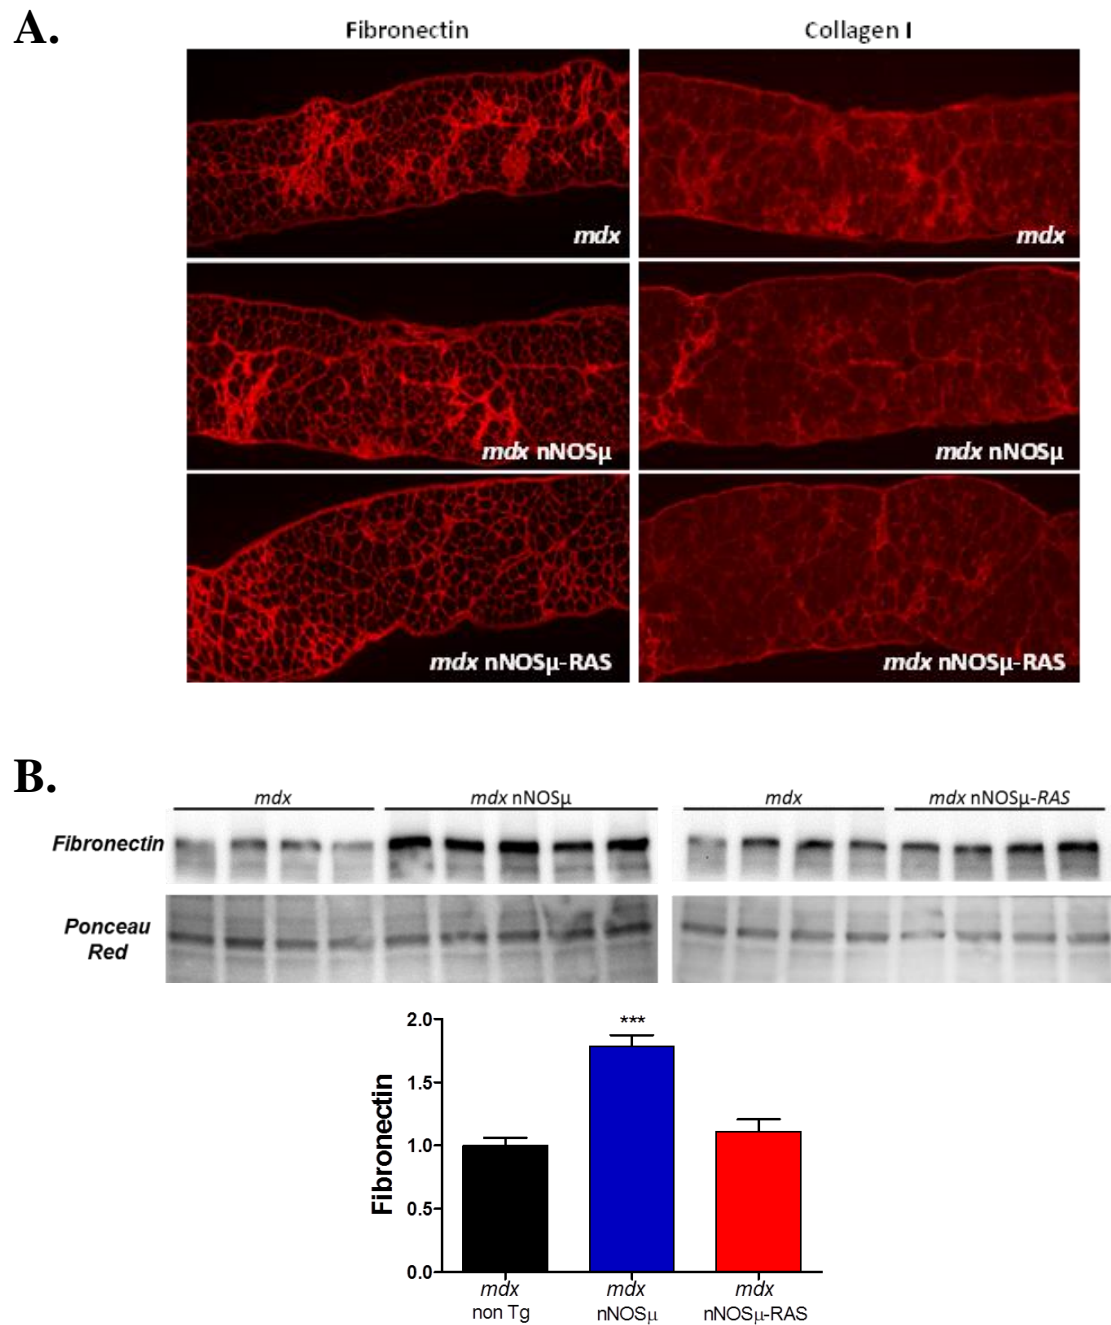 A.
Fibronectin
Collagen I
mdx
mdx
mdx nNOSμ
mdx nNOSμ
mdx nNOSμ-RAS
mdx nNOSμ-RAS
B.
mdx
mdx nNOSμ
mdx
mdx nNOSμ-RAS
Fibronectin
Ponceau
Red
Fibronectin
2.0
1.5
1.0
0.5
0.0
***
mdx
non Tg
mdx
nNOSμ
mdx
nNOSμ-RAS